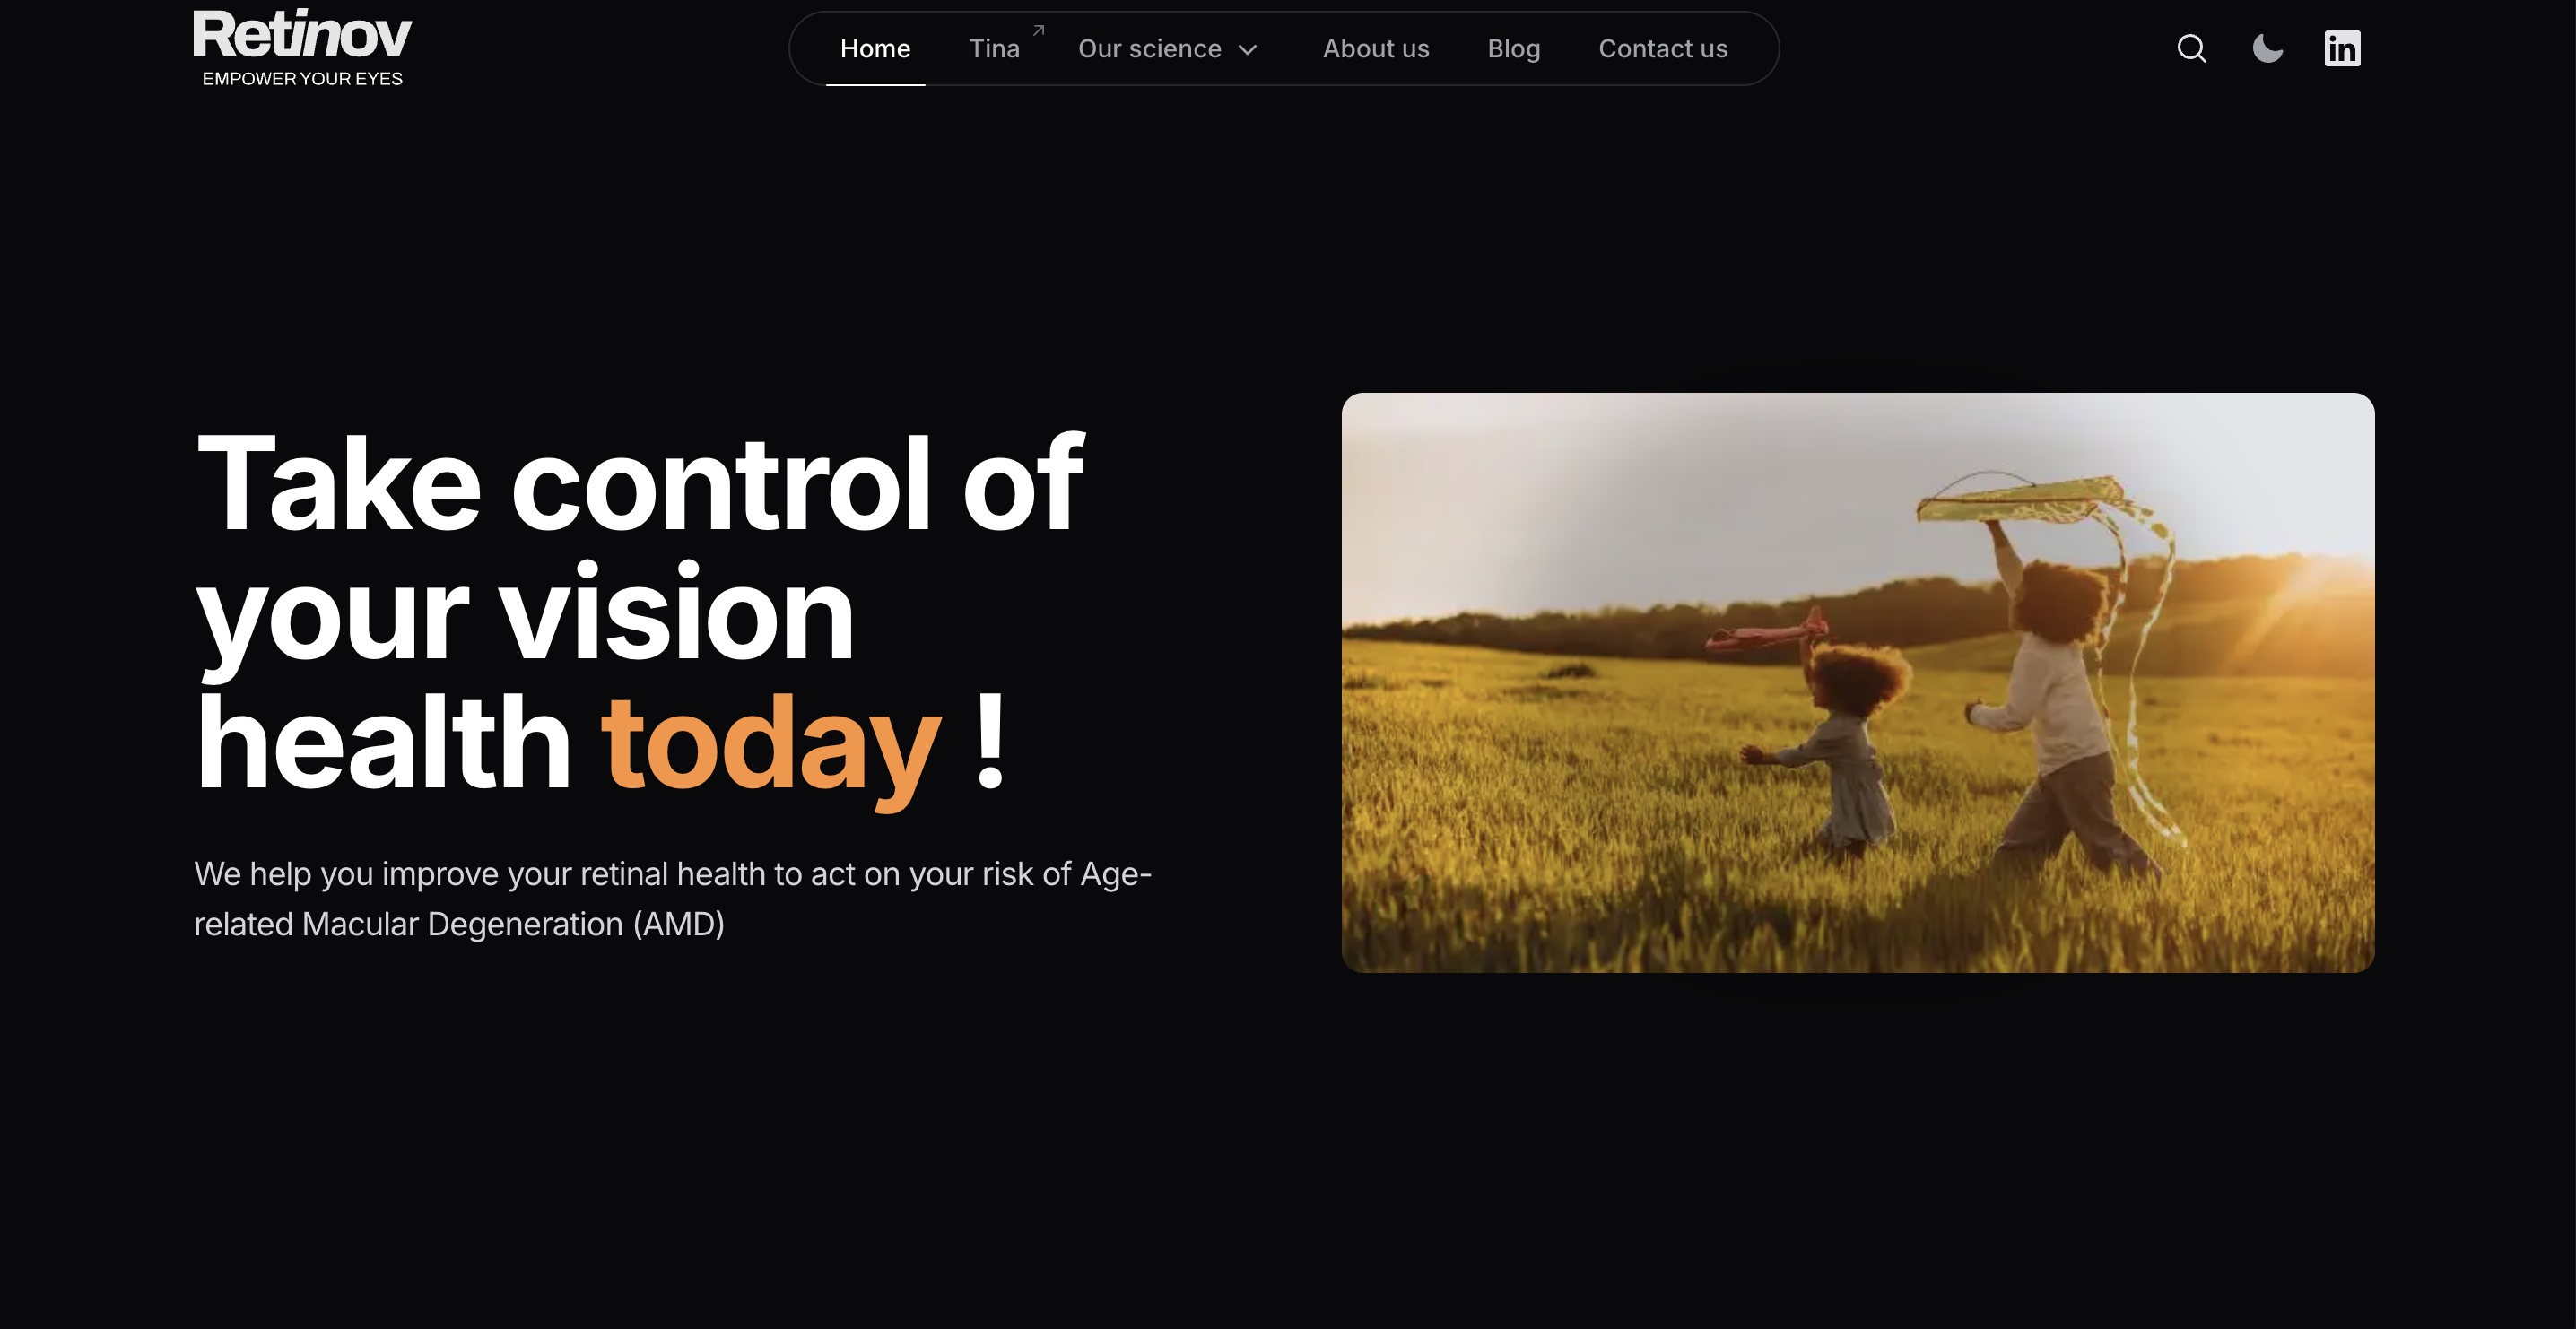 Retinov
EMPOWER YOUR EYES
Home
Tina
Our science
About us
Blog
Contact us
in
Take control of
your vision
health today !
We help you improve your retinal health to act on your risk of Age-
related Macular Degeneration (AMD)